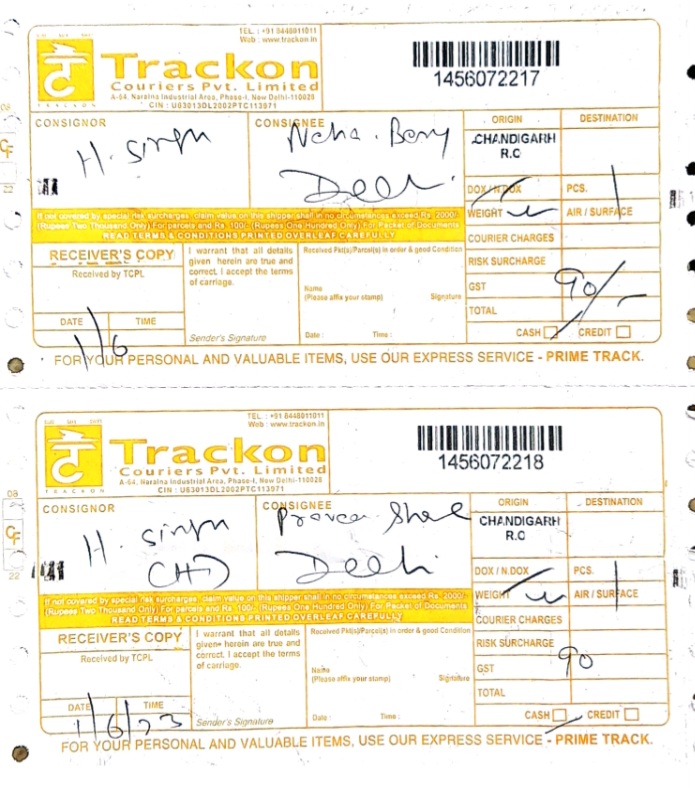 TEL. : +91 8448011011
Web : www.trackon.in
Trackon
Couriers Pvt. Limited
A-64, Naraina Industrial Area, Phase-I, New Delhi-110028
CIN : U63013DL2002PTC113971
TRACKON
1456072217
CONSIGNOR
H. Singh
CONSIGNEE
Neha
Delhi
ORIGIN
DESTINATION
CHANDIGARH
R.O
DOX / N.DOX
PCS.
WEIGHT
AIR / SURFACE
COURIER CHARGES
RISK SURCHARGE
GST
90/-
TOTAL
CASH
CREDIT
If not covered by special risk surcharges, claim value on this shipper shall in no circumstances exceed Rs. 2000/-
(Rupees Two Thousand Only) For parcels and Rs. 100/- (Rupees One Hundred Only) For Packet of Documents
READ TERMS & CONDITIONS PRINTED OVERLEAF CAREFULLY
RECEIVER'S COPY
Received by TCPL
DATE
TIME
1/6
I warrant that all details
given herein are true and
correct. I accept the terms
of carriage.
Sender's Signature
Received Pkt(s)/Parcel(s) in order & good Condition
Name
(Please affix your stamp)
Signature
Date :
Time :
FOR YOUR PERSONAL AND VALUABLE ITEMS, USE OUR EXPRESS SERVICE - PRIME TRACK.
TEL. : +91 8448011011
Web : www.trackon.in
Trackon
Couriers Pvt. Limited
A-64, Naraina Industrial Area, Phase-I, New Delhi-110028
CIN : U63013DL2002PTC113971
TRACKON
1456072218
CONSIGNOR
H. Singh
CHD
CONSIGNEE
Delhi
ORIGIN
DESTINATION
CHANDIGARH
R.O
DOX / N.DOX
PCS.
WEIGHT
AIR / SURFACE
COURIER CHARGES
RISK SURCHARGE
GST
90
TOTAL
CASH
CREDIT
If not covered by special risk surcharges, claim value on this shipper shall in no circumstances exceed Rs. 2000/-
(Rupees Two Thousand Only) For parcels and Rs. 100/- (Rupees One Hundred Only) For Packet of Documents
READ TERMS & CONDITIONS PRINTED OVERLEAF CAREFULLY
RECEIVER'S COPY
Received by TCPL
DATE
TIME
1/6/23
I warrant that all details
given herein are true and
correct. I accept the terms
of carriage.
Sender's Signature
Received Pkt(s)/Parcel(s) in order & good Condition
Name
(Please affix your stamp)
Signature
Date :
Time :
FOR YOUR PERSONAL AND VALUABLE ITEMS, USE OUR EXPRESS SERVICE - PRIME TRACK.